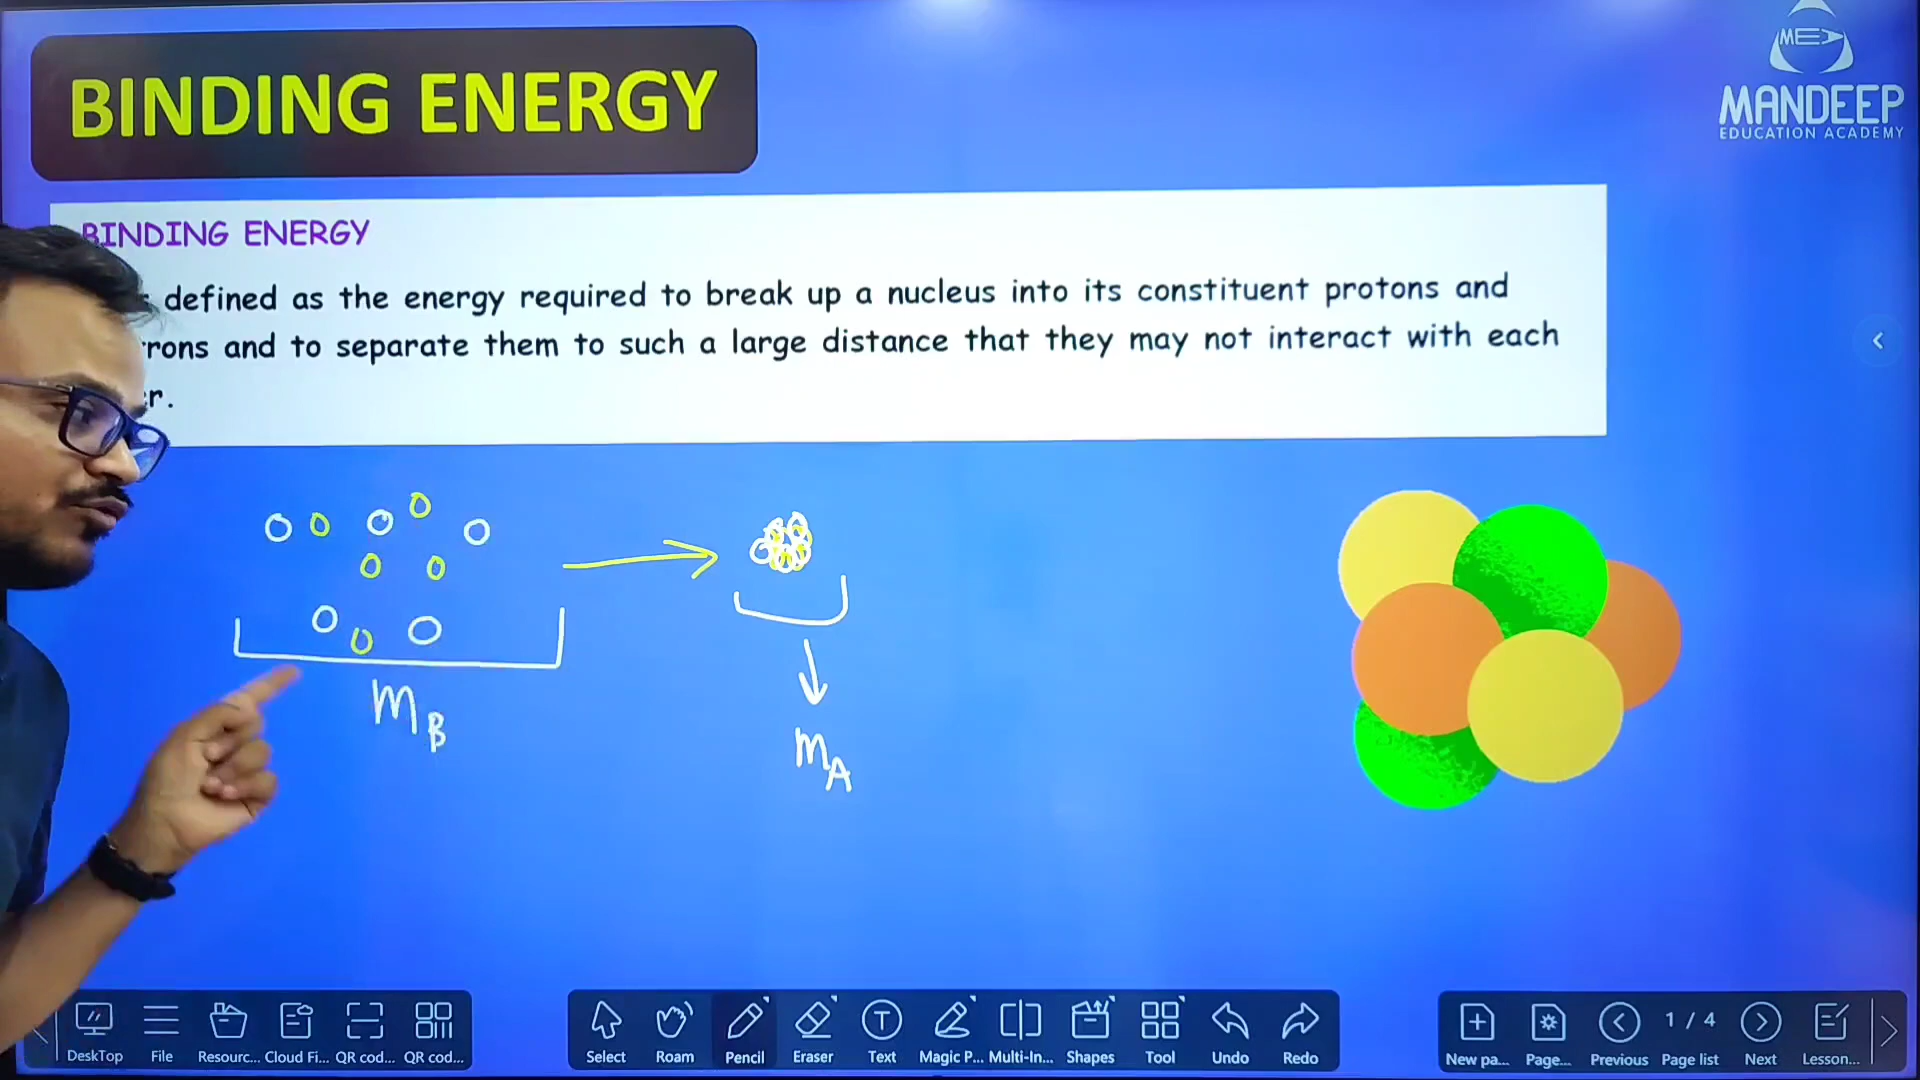 BINDING ENERGY
MEA
MANDEEP
EDUCATION ACADEMY
BINDING ENERGY
defined as the energy required to break up a nucleus into its constituent protons and
rons and to separate them to such a large distance that they may not interact with each
r.
mB
mA
DeskTop File Resourc... Cloud Fi... QR cod... QR cod...
Select Roam Pencil Eraser Text Magic P... Multi-In... Shapes Tool Undo Redo
New pa... Page... Previous 1 / 4 Page list Next Lesson...